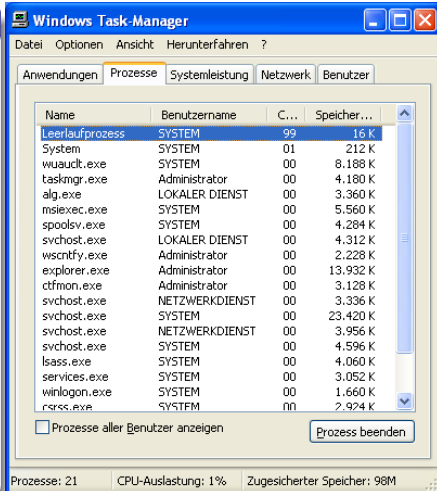 Windows Task-Manager
Datei Optionen Ansicht Herunterfahren ?
Anwendungen Prozesse Systemleistung Netzwerk Benutzer
Name Benutzername C... Speicher...
Leerlaufprozess SYSTEM 99 16 K
System SYSTEM 01 212 K
wuauclt.exe SYSTEM 00 8.188 K
taskmgr.exe Administrator 00 4.180 K
alg.exe LOKALER DIENST 00 3.360 K
msiexec.exe SYSTEM 00 5.560 K
spoolsv.exe SYSTEM 00 4.284 K
svchost.exe LOKALER DIENST 00 4.312 K
wscntfy.exe Administrator 00 2.228 K
explorer.exe Administrator 00 13.932 K
ctfmon.exe Administrator 00 3.128 K
svchost.exe NETZWERKDIENST 00 3.336 K
svchost.exe SYSTEM 00 23.420 K
svchost.exe NETZWERKDIENST 00 3.956 K
svchost.exe SYSTEM 00 4.596 K
lsass.exe SYSTEM 00 4.060 K
services.exe SYSTEM 00 3.052 K
winlogon.exe SYSTEM 00 1.660 K
csrss.exe SYSTEM 00 2.924 K
Prozesse aller Benutzer anzeigen
Prozess beenden
Prozesse: 21 CPU-Auslastung: 1% Zugesicherter Speicher: 98M